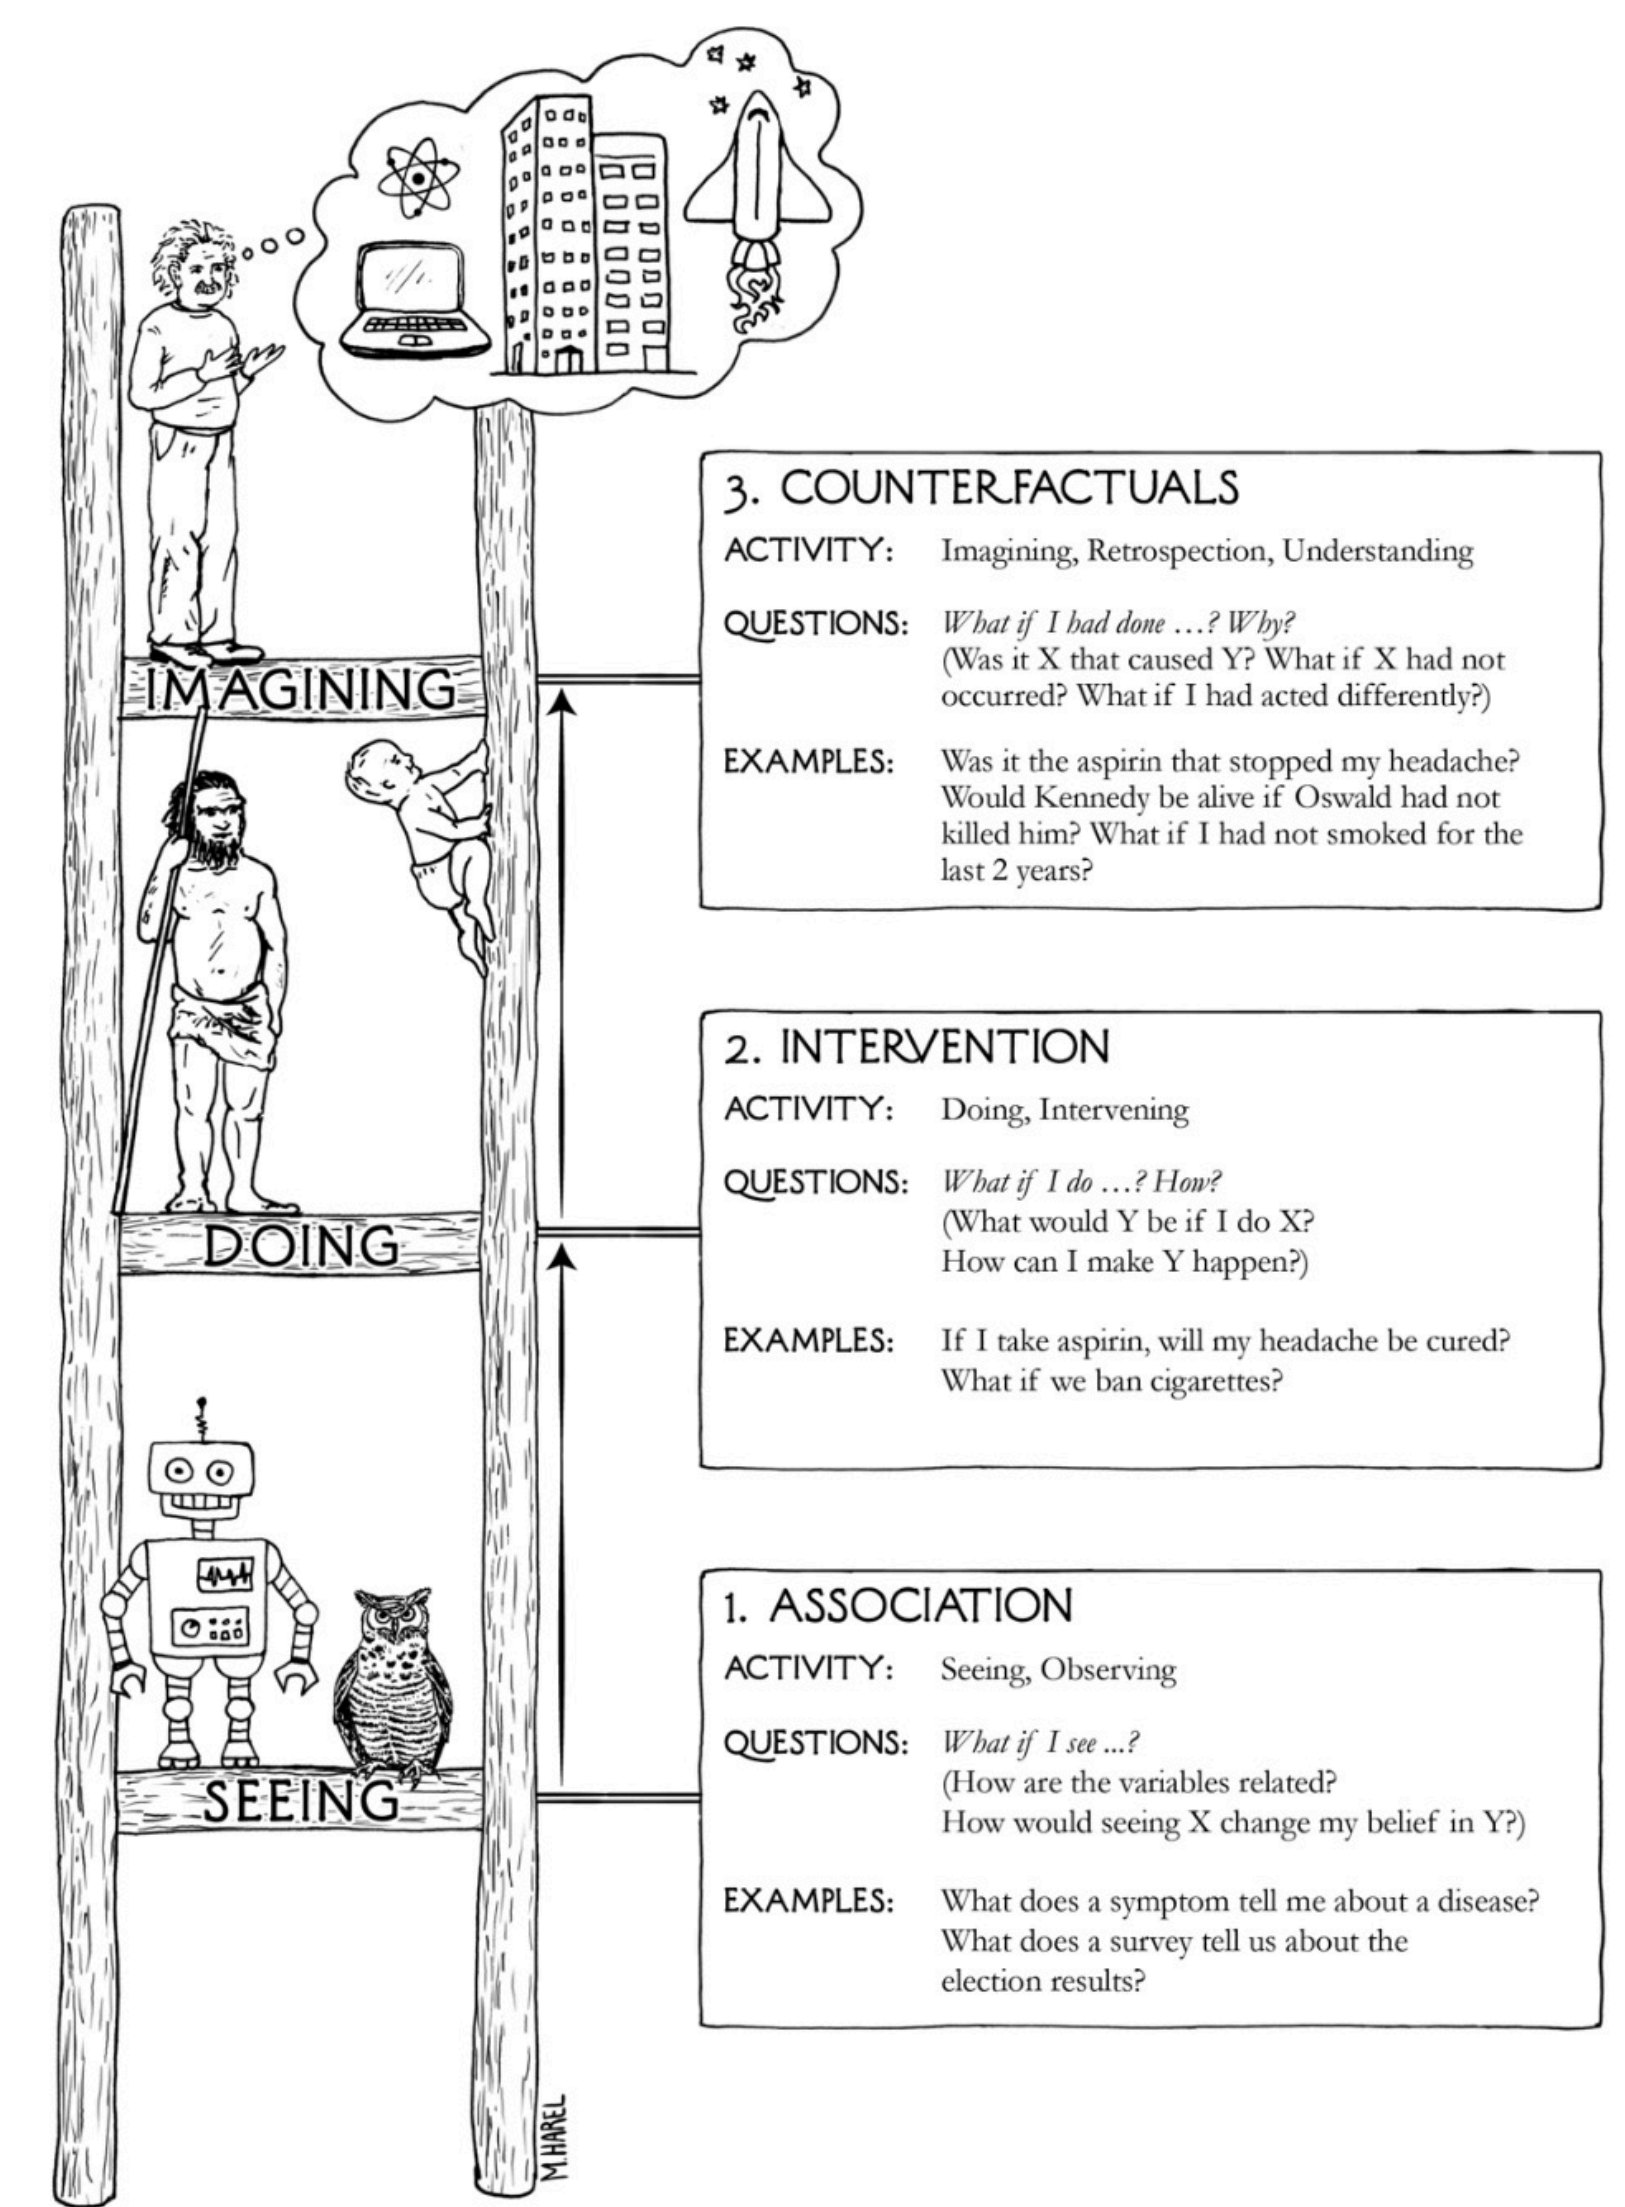 3. COUNTERFACTUALS
ACTIVITY: Imagining, Retrospection, Understanding
QUESTIONS: What if I had done ...? Why?
(Was it X that caused Y? What if X had not
occurred? What if I had acted differently?)
EXAMPLES: Was it the aspirin that stopped my headache?
Would Kennedy be alive if Oswald had not
killed him? What if I had not smoked for the
last 2 years?
IMAGINING
2. INTERVENTION
ACTIVITY: Doing, Intervening
QUESTIONS: What if I do ...? How?
(What would Y be if I do X?
How can I make Y happen?)
EXAMPLES: If I take aspirin, will my headache be cured?
What if we ban cigarettes?
DOING
1. ASSOCIATION
ACTIVITY: Seeing, Observing
QUESTIONS: What if I see ...?
(How are the variables related?
How would seeing X change my belief in Y?)
EXAMPLES: What does a symptom tell me about a disease?
What does a survey tell us about the
election results?
SEEING
M.HAREL